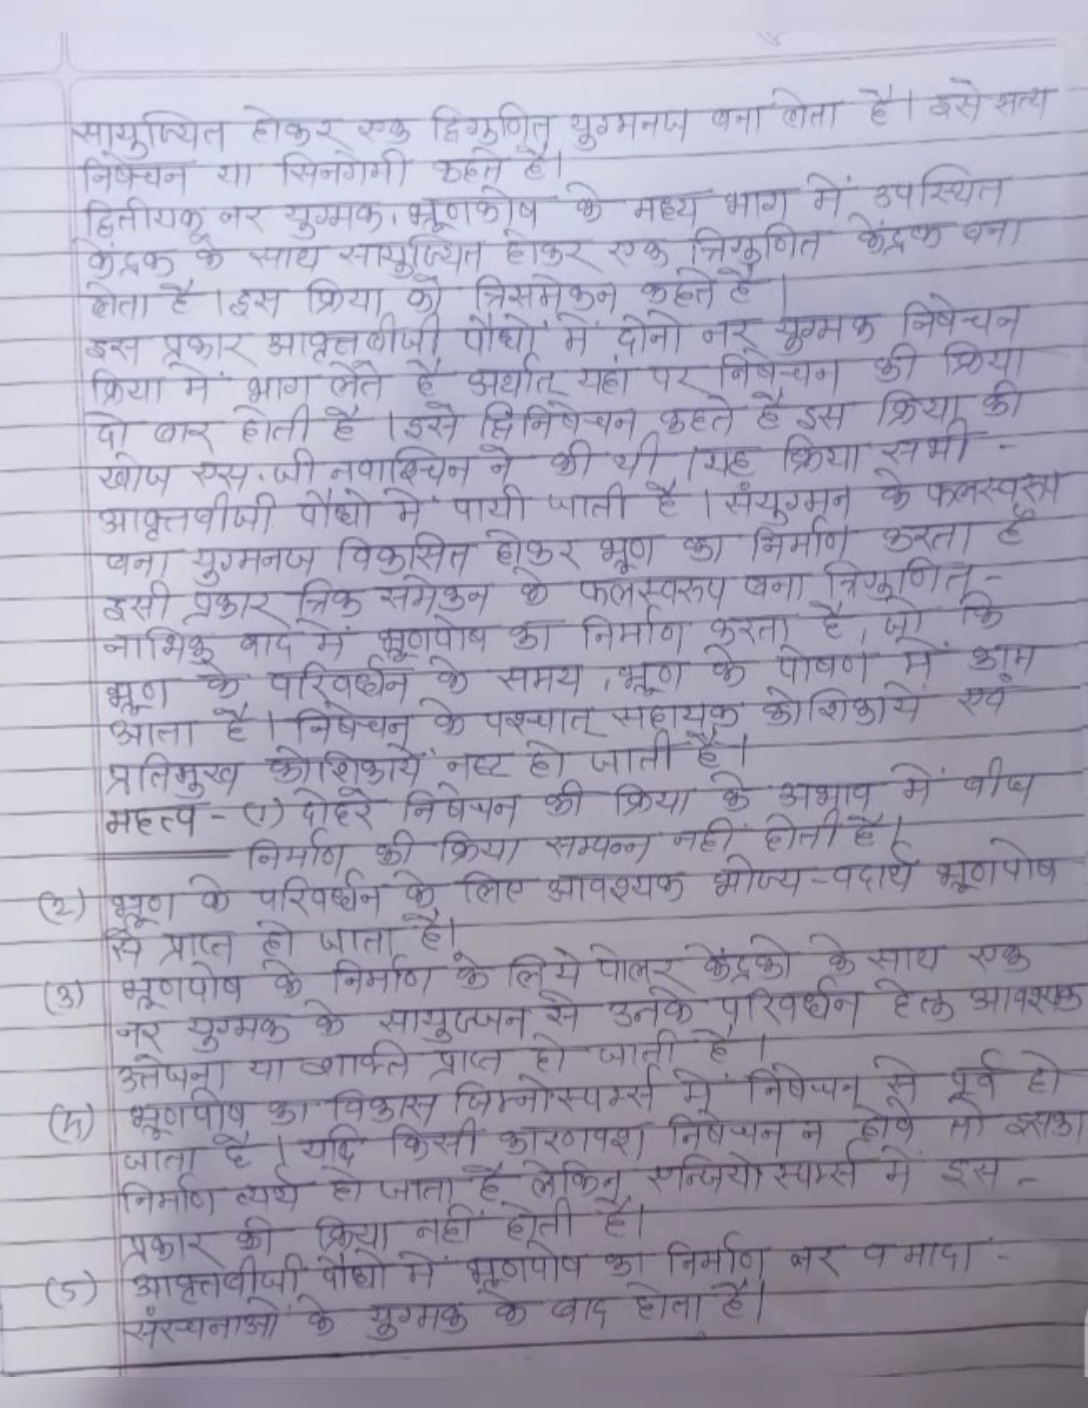 सायुज्यित होकर एक द्विगुणित युग्मनज बना लेता है। इसे सत्य
निषेचन या सिनगेमी कहते है।
द्वितीयक नर युग्मक, भ्रूणकोष के मध्य भाग में उपस्थित
केंद्रक के साथ सायुज्यित होकर एक त्रिगुणित केंद्रक बना
लेता है। इस क्रिया को त्रिसमेकन कहते है।
इस प्रकार आवृत्तबीजी पौधों में दोनो नर युग्मक निषेचन
क्रिया में भाग लेते है अर्थात् यहां पर निषेचन की क्रिया
दो बार होती है। इसे द्विनिषेचन कहते है इस क्रिया की
खोज एस. जी नवाश्चिन ने की थी। यह क्रिया सभी -
आवृत्तबीजी पौधो में पायी जाती है। संयुग्मन के फलस्वरूप
बना युग्मनज विकासित होकर भ्रूण का निर्माण करता है
इसी प्रकार त्रिक समेकन के फलस्वरूप बना त्रिगुणित -
नाभिक बाद में भ्रूणपोष का निर्माण करता है, जो कि
भ्रूण के परिवर्धन के समय, भ्रूण के पोषण में काम
आता है। निषेचन के पश्चात् सहायक कोशिकायें एवं
प्रतिमुख कोशिकायें नष्ट हो जाती है।
महत्व - (१) दोहरे निषेचन की क्रिया के अभाव में बीज
निर्माण की क्रिया सम्पन्न नहीं होती है।
(2) भ्रूण के परिवर्धन के लिए आवश्यक भोज्य-पदार्थ भ्रूणपोष
से प्राप्त हो जाता है।
(3) भ्रूणपोष के निर्माण के लिये पोलर केंद्रको के साथ एक
नर युग्मक के सायुज्जन से उनके परिवर्धन हेतु आवश्यक
उत्तेजना या शक्ति प्राप्त हो जाती है।
(4) भ्रूणपोष का विकास जिम्नोस्पर्म्स में निषेचन से पूर्व हो
जाता है। यदि किसी कारणवश निषेचन न होवे तो इसका
निर्माण व्यर्थ हो जाता है लेकिन एन्जियोस्पर्म्स में इस -
प्रकार की क्रिया नहीं होती है।
(5) आवृत्तबीजी पौधो में भ्रूणपोष का निर्माण नर व मादा -
संरचनाओं के युग्मक के बाद होता है।